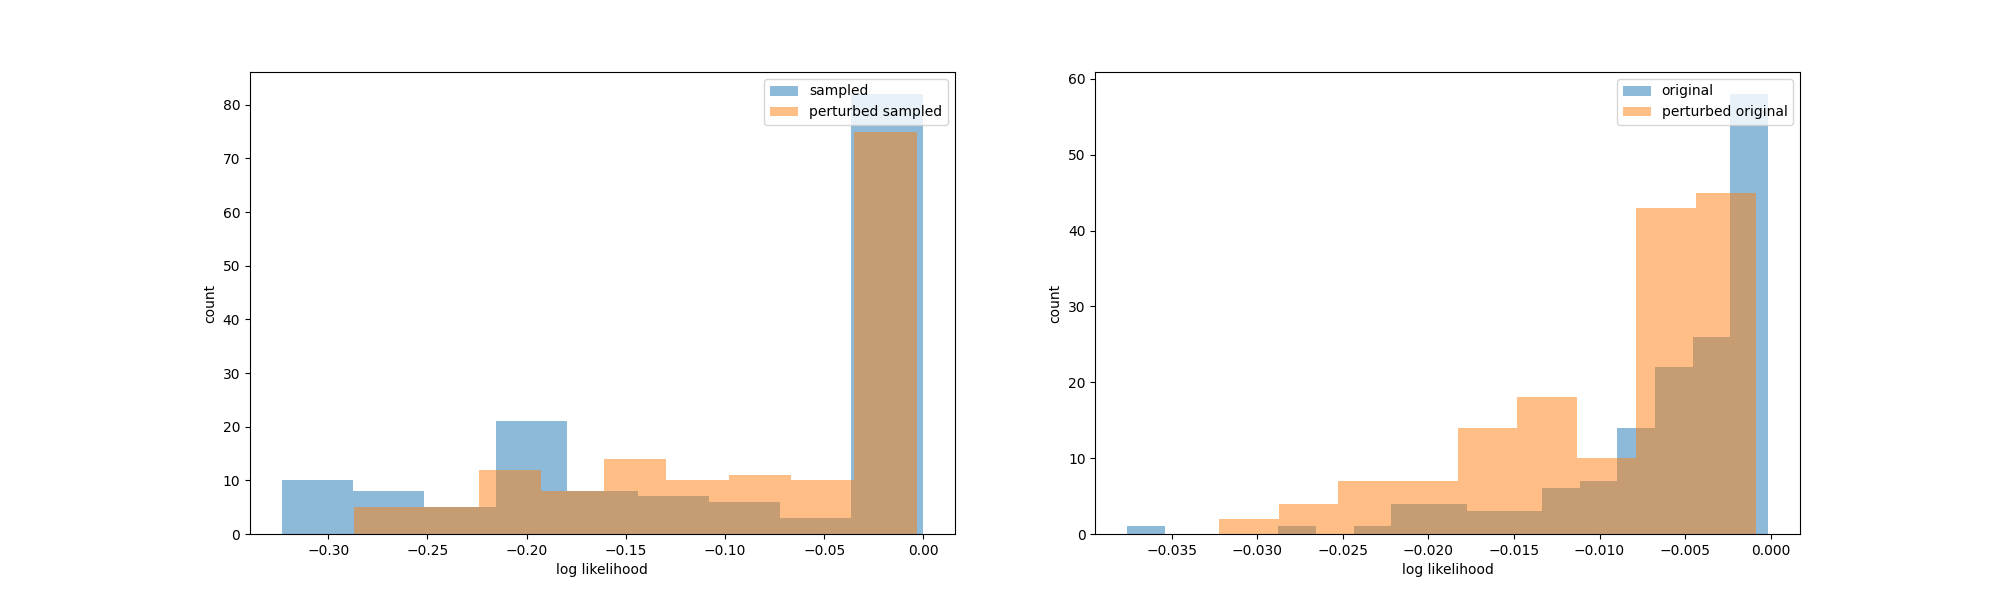 sampled
perturbed sampled
80
70
60
50
40
30
20
10
0
count
−0.30 −0.25 −0.20 −0.15 −0.10 −0.05 0.00
log likelihood
original
perturbed original
60
50
40
30
20
10
0
count
−0.035 −0.030 −0.025 −0.020 −0.015 −0.010 −0.005 0.000
log likelihood